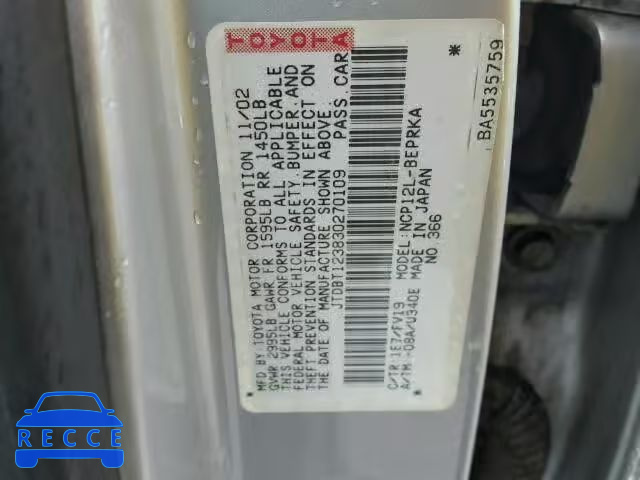 TOYOTA
MFD BY TOYOTA MOTOR CORPORATION 11/02
GVWR 2995LB GAWR FR 1595LB RR 1450LB
THIS VEHICLE CONFORMS TO ALL APPLICABLE
FEDERAL MOTOR VEHICLE SAFETY, BUMPER, AND
THEFT PREVENTION STANDARDS IN EFFECT ON
THE DATE OF MANUFACTURE SHOWN ABOVE.
JTDBT123830270109 PASS.CAR
C/TR:1E7/FV19 MODEL:NCP12L-BEPRKA
A/TM:-08A/U340E MADE IN JAPAN
NO.366
BA5535759
RECCE